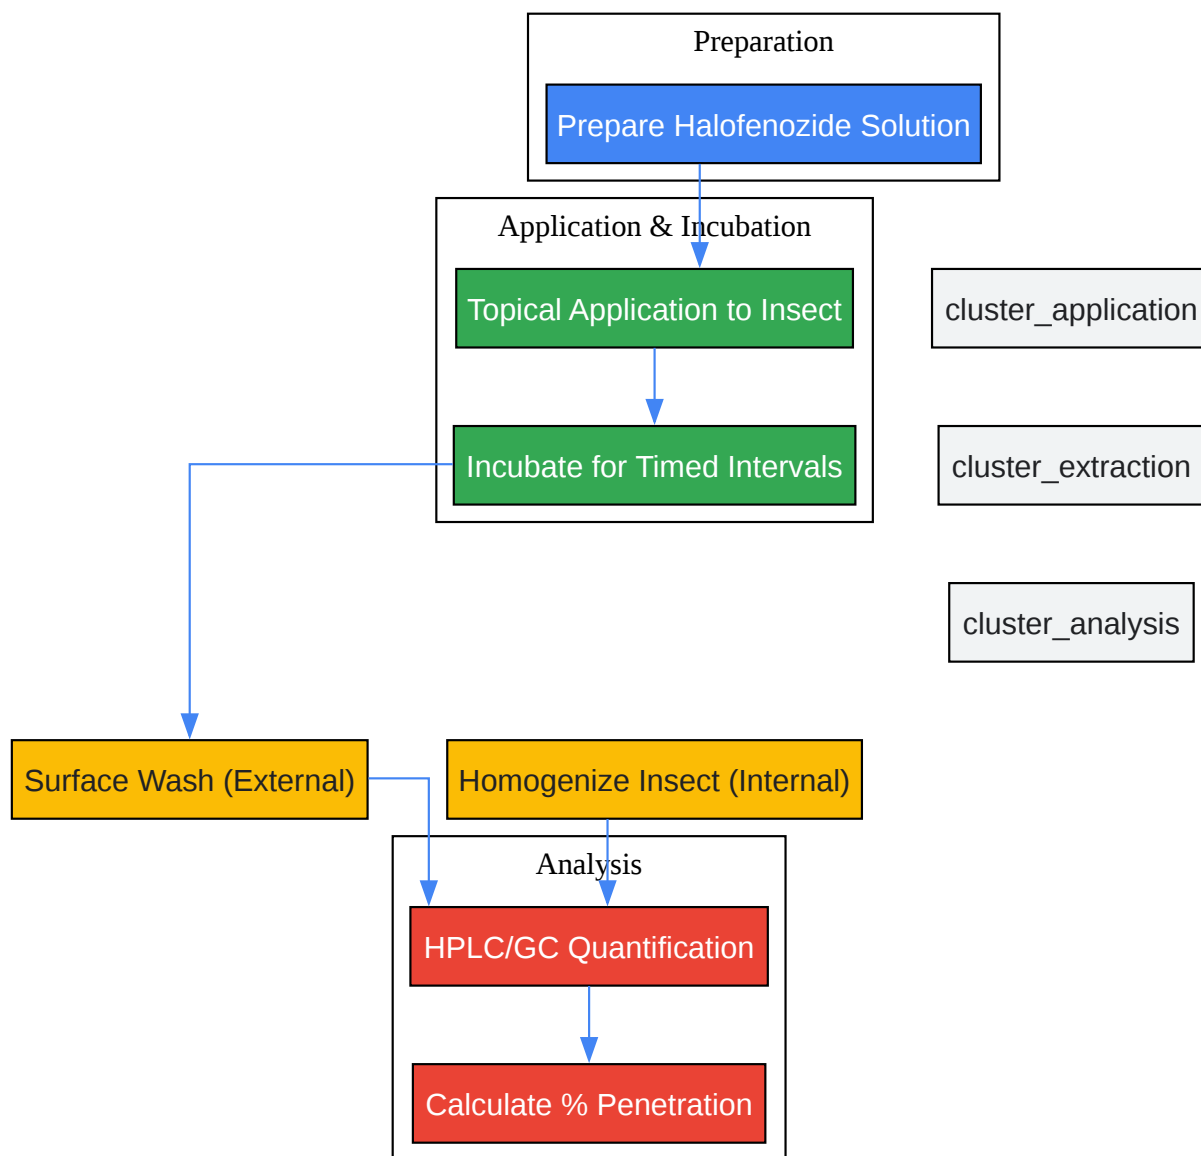 Preparation
Prepare Halofenozide Solution
Application & Incubation
Topical Application to Insect
cluster_application
Incubate for Timed Intervals
cluster_extraction
cluster_analysis
Surface Wash (External)
Homogenize Insect (Internal)
Analysis
HPLC/GC Quantification
Calculate % Penetration